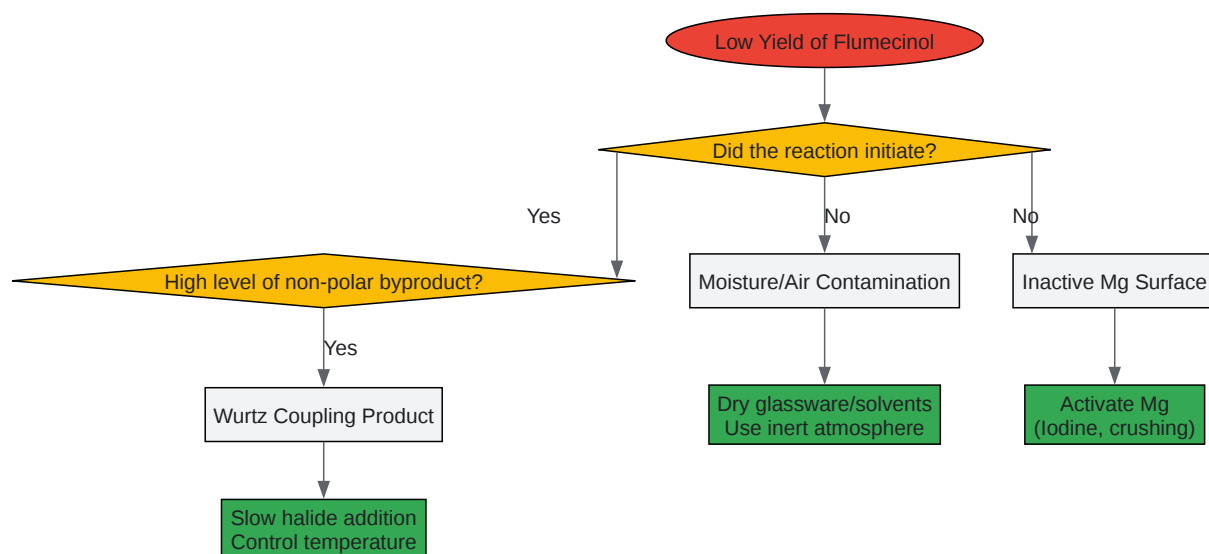 Low Yield of Flumecinol
Did the reaction initiate?
Yes
No
No
High level of non-polar byproduct?
Moisture/Air Contamination
Inactive Mg Surface
Yes
Wurtz Coupling Product
Dry glassware/solvents
Use inert atmosphere
Activate Mg
(Iodine, crushing)
Slow halide addition
Control temperature